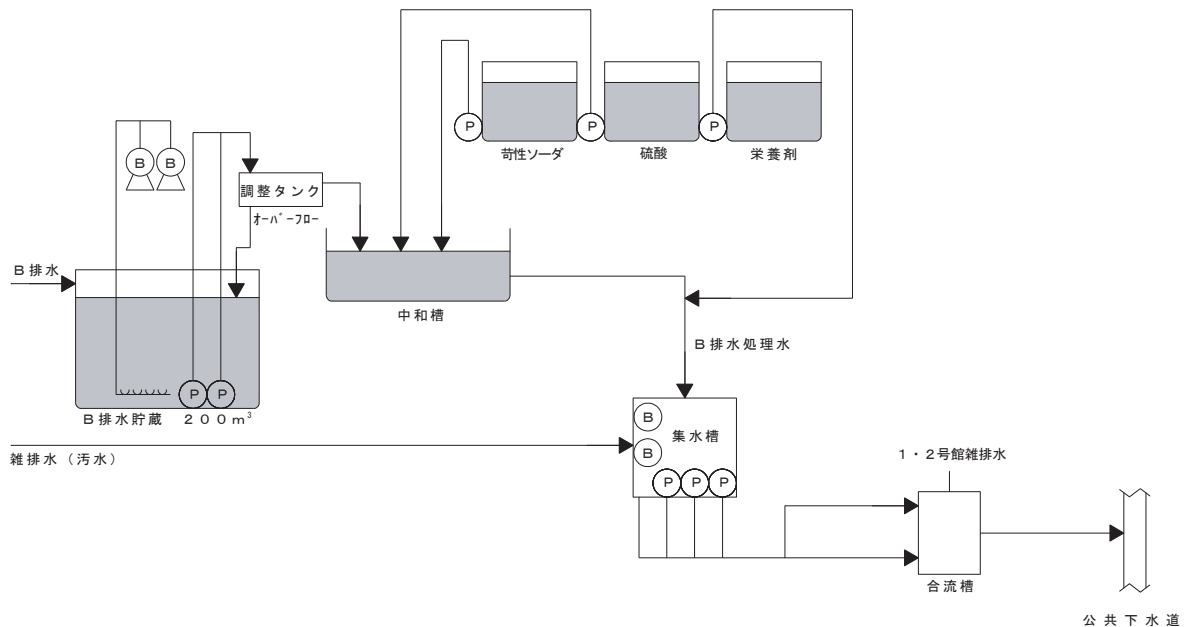 P
P
P
苛性ソーダ
硫酸
栄養剤
B
B
調整タンク
オーバーフロー
B排水
中和槽
B排水処理水
P
P
B排水貯蔵 200m³
B
集水槽
B
雑排水(汚水)
P
P
P
1・2号館雑排水
合流槽
公共下水道